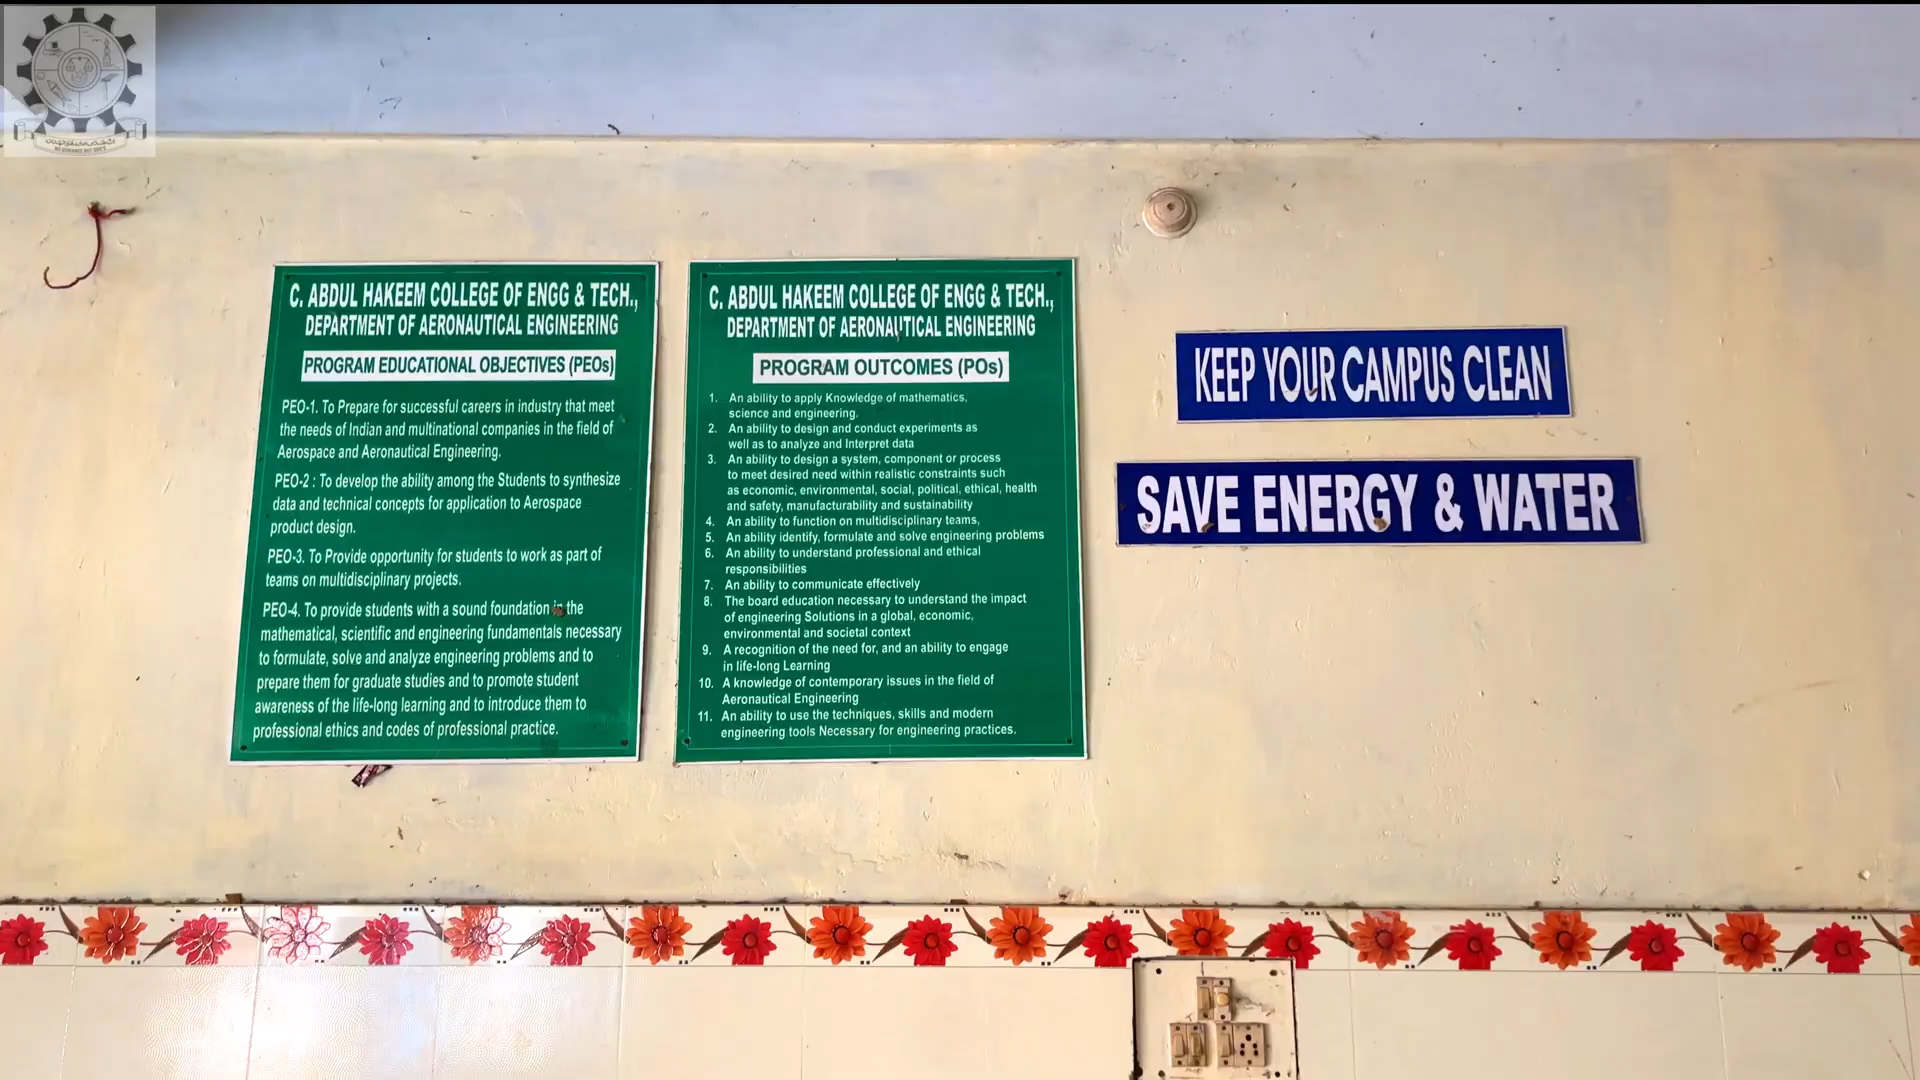 C. ABDUL HAKEEM COLLEGE OF ENGG & TECH.,
DEPARTMENT OF AERONAUTICAL ENGINEERING
PROGRAM EDUCATIONAL OBJECTIVES (PEOs)
PEO-1. To Prepare for successful careers in industry that meet
the needs of Indian and multinational companies in the field of
Aerospace and Aeronautical Engineering.
PEO-2 : To develop the ability among the Students to synthesize
data and technical concepts for application to Aerospace
product design.
PEO-3. To Provide opportunity for students to work as part of
teams on multidisciplinary projects.
PEO-4. To provide students with a sound foundation in the
mathematical, scientific and engineering fundamentals necessary
to formulate, solve and analyze engineering problems and to
prepare them for graduate studies and to promote student
awareness of the life-long learning and to introduce them to
professional ethics and codes of professional practice.
C. ABDUL HAKEEM COLLEGE OF ENGG & TECH.,
DEPARTMENT OF AERONAUTICAL ENGINEERING
PROGRAM OUTCOMES (POs)
1. An ability to apply Knowledge of mathematics,
science and engineering.
2. An ability to design and conduct experiments as
well as to analyze and Interpret data
3. An ability to design a system, component or process
to meet desired need within realistic constraints such
as economic, environmental, social, political, ethical, health
and safety, manufacturability and sustainability
4. An ability to function on multidisciplinary teams,
5. An ability identify, formulate and solve engineering problems
6. An ability to understand professional and ethical
responsibilities
7. An ability to communicate effectively
8. The board education necessary to understand the impact
of engineering Solutions in a global, economic,
environmental and societal context
9. A recognition of the need for, and an ability to engage
in life-long Learning
10. A knowledge of contemporary issues in the field of
Aeronautical Engineering
11. An ability to use the techniques, skills and modern
engineering tools Necessary for engineering practices.
KEEP YOUR CAMPUS CLEAN
SAVE ENERGY & WATER